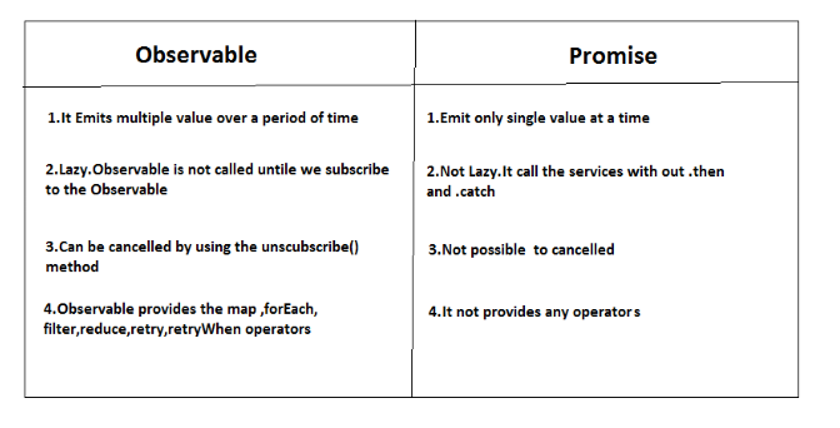 Observable
Promise
1.It Emits multiple value over a period of time
1.Emit only single value at a time
2.Lazy.Observable is not called untile we subscribe
to the Observable
2.Not Lazy.It call the services with out .then
and .catch
3.Can be cancelled by using the unscubscribe()
method
3.Not possible to cancelled
4.Observable provides the map ,forEach,
filter,reduce,retry,retryWhen operators
4.It not provides any operators